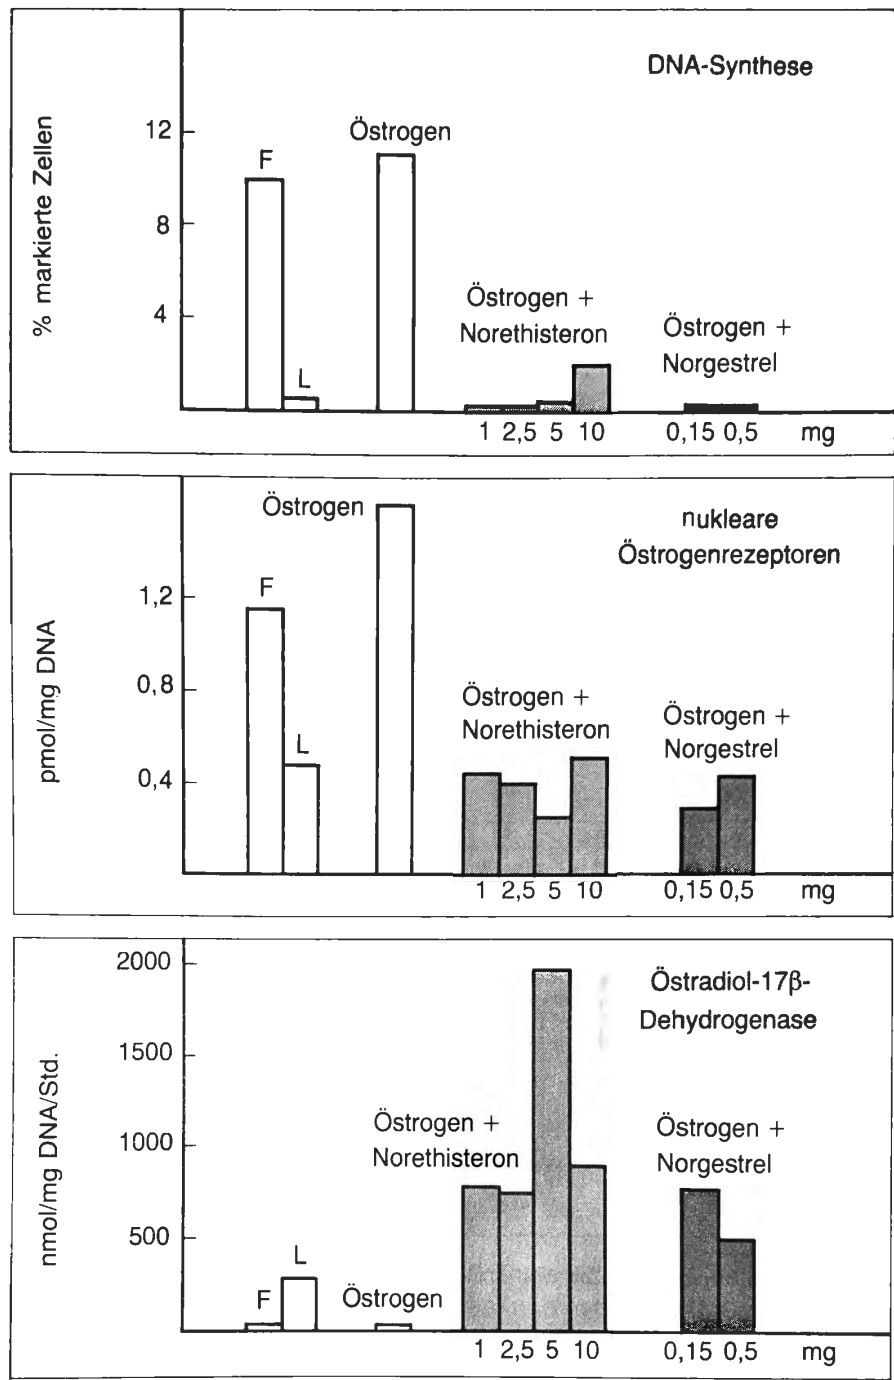 DNA-Synthese
% markierte Zellen
12
8
4
F
L
Östrogen
Östrogen +
Norethisteron
Östrogen +
Norgestrel
1 2,5 5 10 0,15 0,5 mg
nukleare
Östrogenrezeptoren
pmol/mg DNA
1,2
0,8
0,4
F
L
Östrogen
Östrogen +
Norethisteron
Östrogen +
Norgestrel
1 2,5 5 10 0,15 0,5 mg
Östradiol-17β-
Dehydrogenase
nmol/mg DNA/Std.
2000
1500
1000
500
F
L
Östrogen
Östrogen +
Norethisteron
Östrogen +
Norgestrel
1 2,5 5 10 0,15 0,5 mg